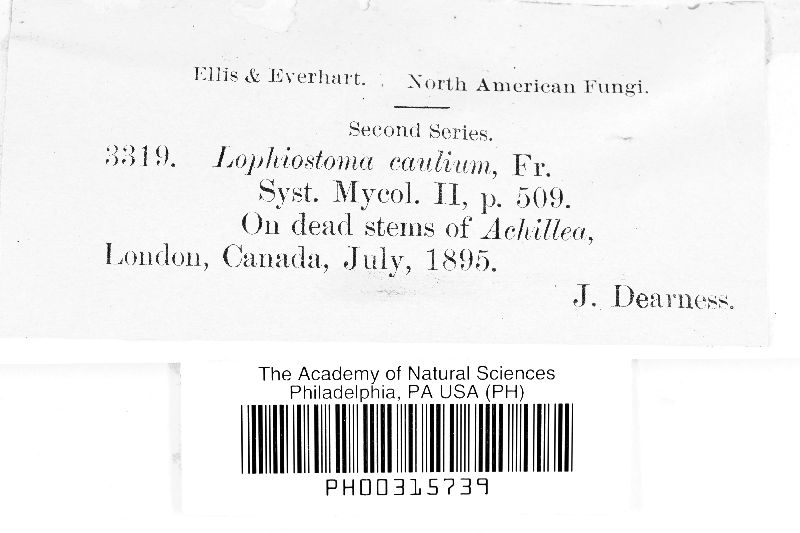 Ellis & Everhart. North American Fungi.
Second Series.
3319. Lophiostoma caulium, Fr.
Syst. Mycol. II, p. 509.
On dead stems of Achillea,
London, Canada, July, 1895.
J. Dearness.
The Academy of Natural Sciences
Philadelphia, PA USA (PH)
PH00315739